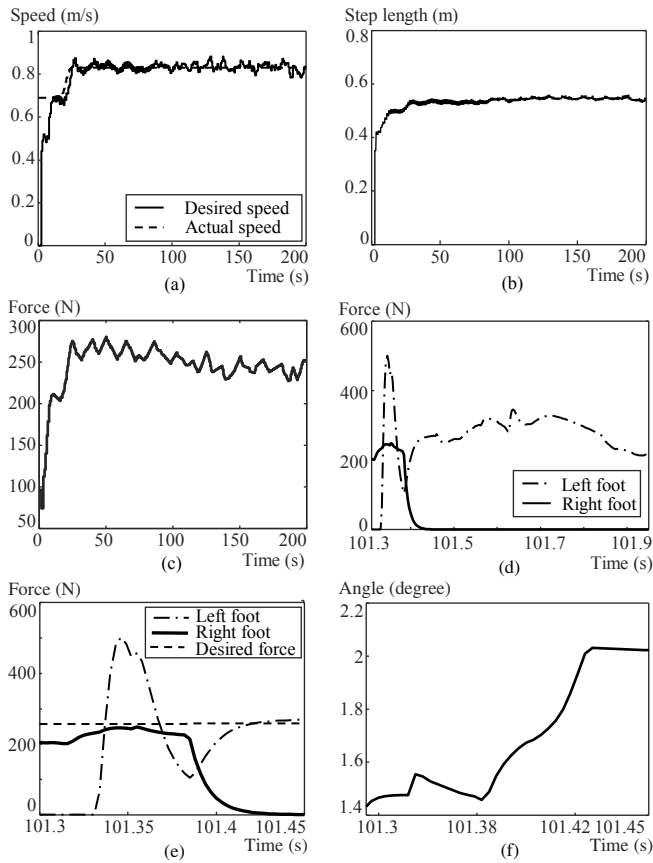 Speed (m/s)
1
0.8
0.6
0.4
0.2
0
Desired speed
Actual speed
0 50 100 150 200
Time (s)
(a)
Step length (m)
0.8
0.6
0.4
0.2
0
0 50 100 150 200
Time (s)
(b)
Force (N)
300
250
200
150
100
50
0 50 100 150 200
Time (s)
(c)
Force (N)
600
400
200
0
Left foot
Right foot
101.3 101.5 101.7 101.9
Time (s)
(d)
Force (N)
600
400
200
0
Left foot
Right foot
Desired force
101.3 101.35 101.4 101.45
Time (s)
(e)
Angle (degree)
2.2
2
1.8
1.6
1.4
101.3 101.38 101.42 101.45
Time (s)
(f)